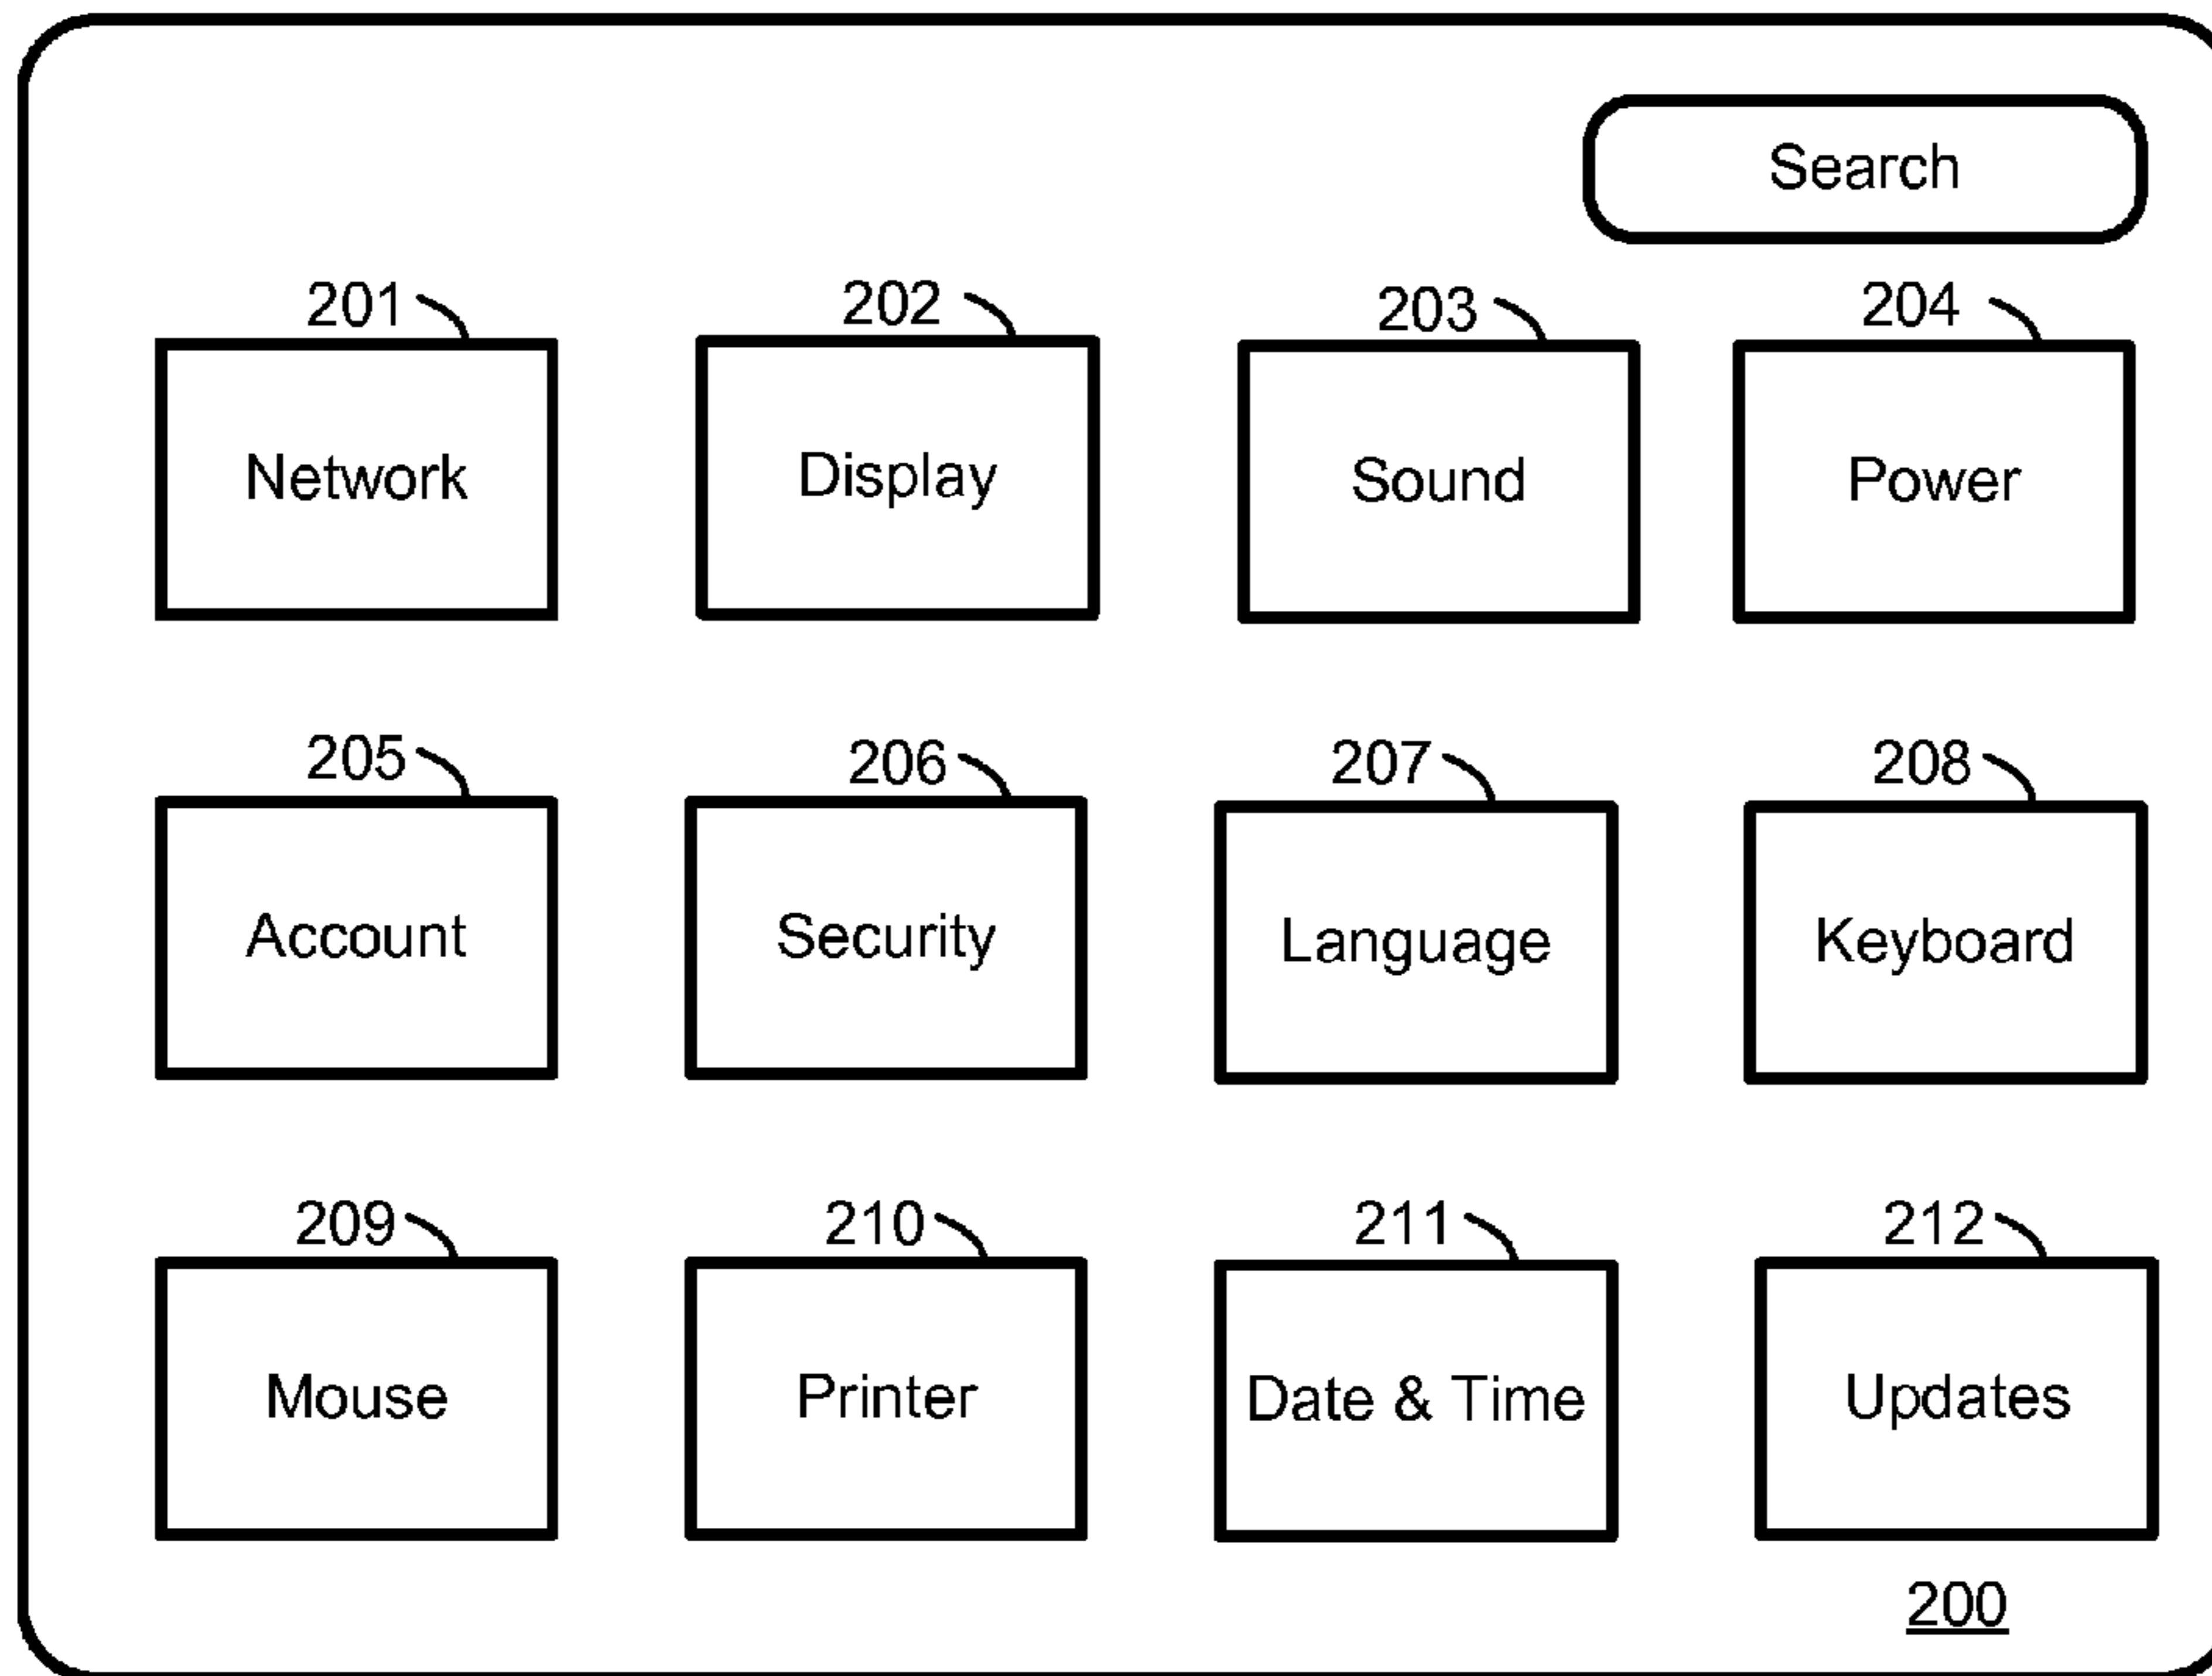 Search
201 202 203 204
Network Display Sound Power
205 206 207 208
Account Security Language Keyboard
209 210 211 212
Mouse Printer Date & Time Updates
200